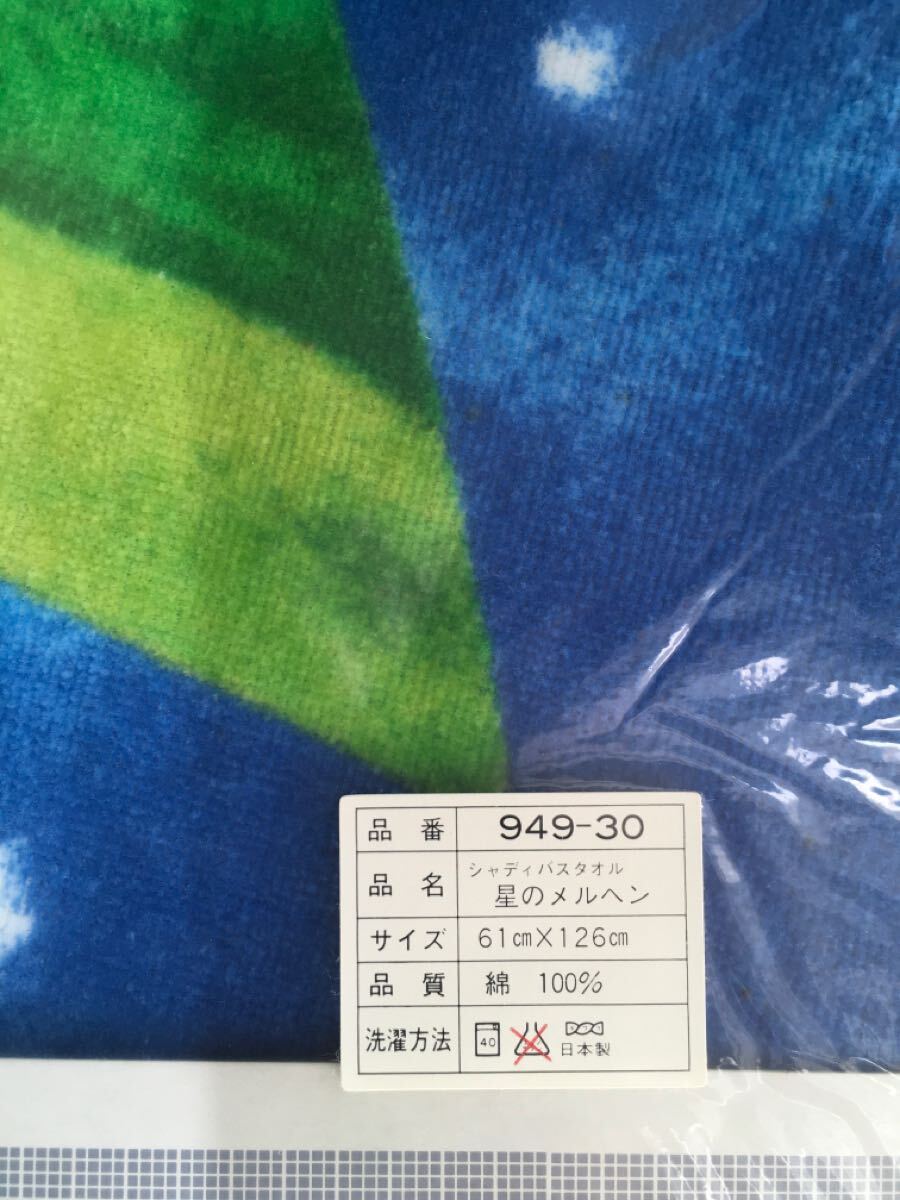 品番 949-30
シャディバスタオル
品名 星のメルヘン
サイズ 61㎝×126㎝
品質 綿 100%
洗濯方法 40
日本製